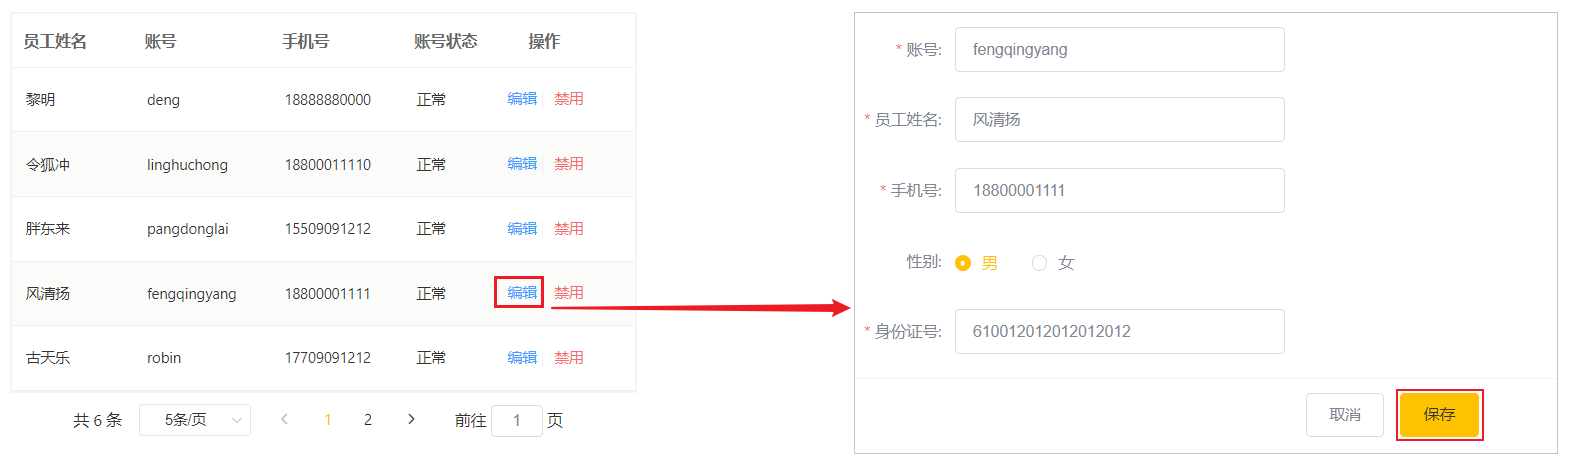 员工姓名 账号 手机号 账号状态 操作
黎明 deng 18888880000 正常 编辑 禁用
令狐冲 linghuchong 18800011110 正常 编辑 禁用
胖东来 pangdonglai 15509091212 正常 编辑 禁用
风清扬 fengqingyang 18800001111 正常 编辑 禁用
古天乐 robin 17709091212 正常 编辑 禁用
共 6 条 5条/页 1 2 前往 1 页
* 账号: fengqingyang
* 员工姓名: 风清扬
* 手机号: 18800001111
性别: 男 女
* 身份证号: 610012012012012012
取消 保存